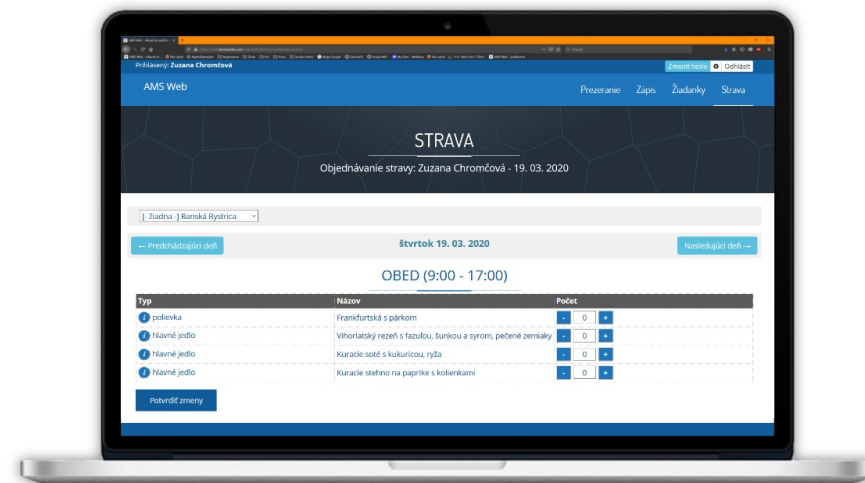 Prihlásený: Zuzana Chromčová
Zmeniť heslo Odhlásiť
AMS Web Prezeranie Zápis Žiadanky Strava
STRAVA
Objednávanie stravy: Zuzana Chromčová - 19. 03. 2020
[- žiadna -] Banská Bystrica
← Predchádzajúci deň štvrtok 19. 03. 2020 Nasledujúci deň →
OBED (9:00 - 17:00)
Typ Názov Počet
polievka Frankfurtská s párkom - 0 +
hlavné jedlo Vihorlatský rezeň s fazuľou, šunkou a syrom, pečené zemiaky - 0 +
hlavné jedlo Kuracie soté s kukuricou, ryža - 0 +
hlavné jedlo Kuracie stehno na paprike s kolienkami - 0 +
Potvrdiť zmeny